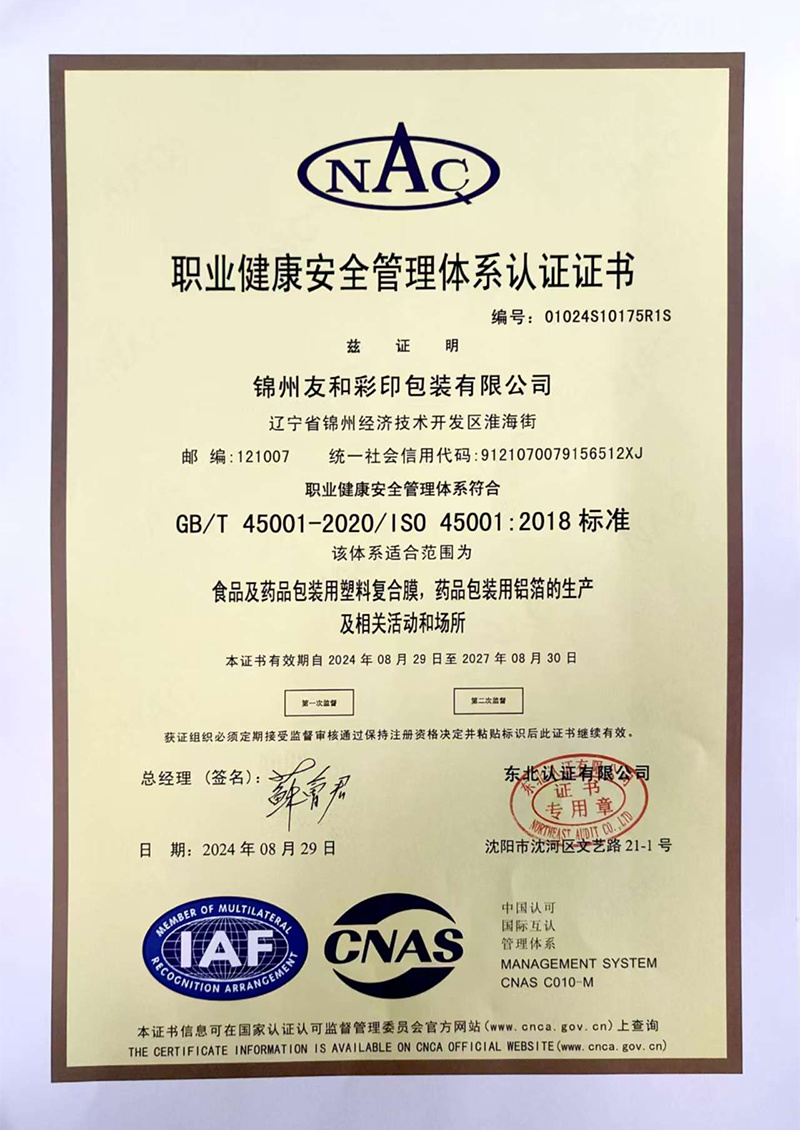 NAC
职业健康安全管理体系认证证书
编号：01024S10175R1S
兹 证 明
锦州友和彩印包装有限公司
辽宁省锦州经济技术开发区淮海街
邮 编:121007 统一社会信用代码:9121070079156512XJ
职业健康安全管理体系符合
GB/T 45001-2020/ISO 45001:2018 标准
该体系适合范围为
食品及药品包装用塑料复合膜，药品包装用铝箔的生产
及相关活动和场所
本证书有效期自 2024 年 08 月 29 日至 2027 年 08 月 30 日
第一次监督 第二次监督
获证组织必须定期接受监督审核通过保持注册资格决定并粘贴标识后此证书继续有效。
总经理 （签名）：
东北认证有限公司
东北认证有限公司
证书
专用章
NORTHEAST AUDIT CO.,LTD
日 期：2024 年 08 月 29 日
沈阳市沈河区文艺路 21-1 号
MEMBER OF MULTILATERAL
IAF
RECOGNITION ARRANGEMENT
CNAS
中国认可
国际互认
管理体系
MANAGEMENT SYSTEM
CNAS C010-M
本证书信息可在国家认证认可监督管理委员会官方网站(www.cnca.gov.cn)上查询
THE CERTIFICATE INFORMATION IS AVAILABLE ON CNCA OFFICIAL WEBSITE(www.cnca.gov.cn)